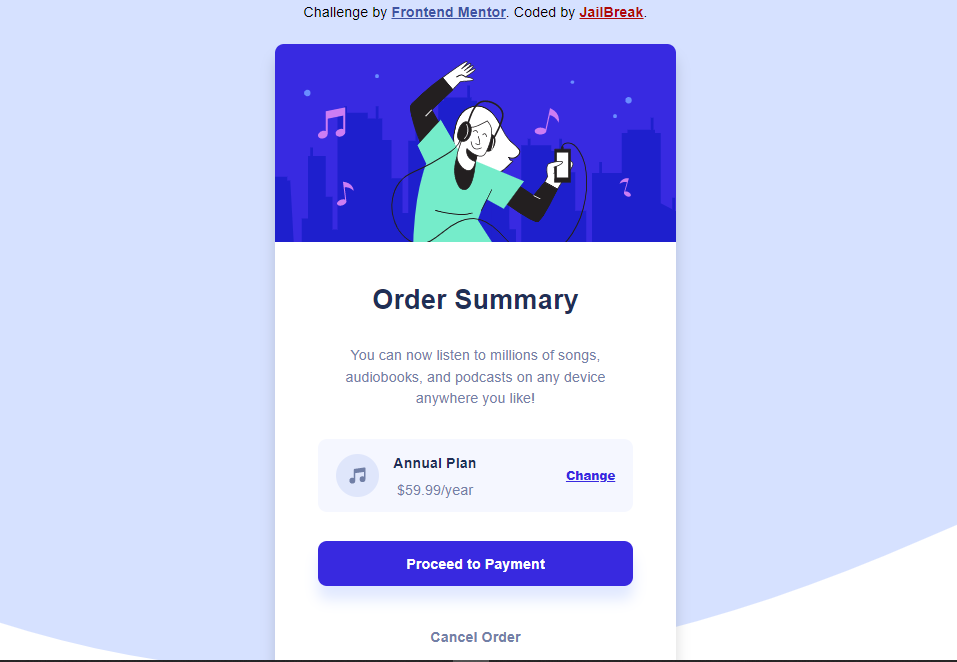 Challenge by Frontend Mentor. Coded by JailBreak.
Order Summary
You can now listen to millions of songs,
audiobooks, and podcasts on any device
anywhere you like!
Annual Plan
$59.99/year
Change
Proceed to Payment
Cancel Order